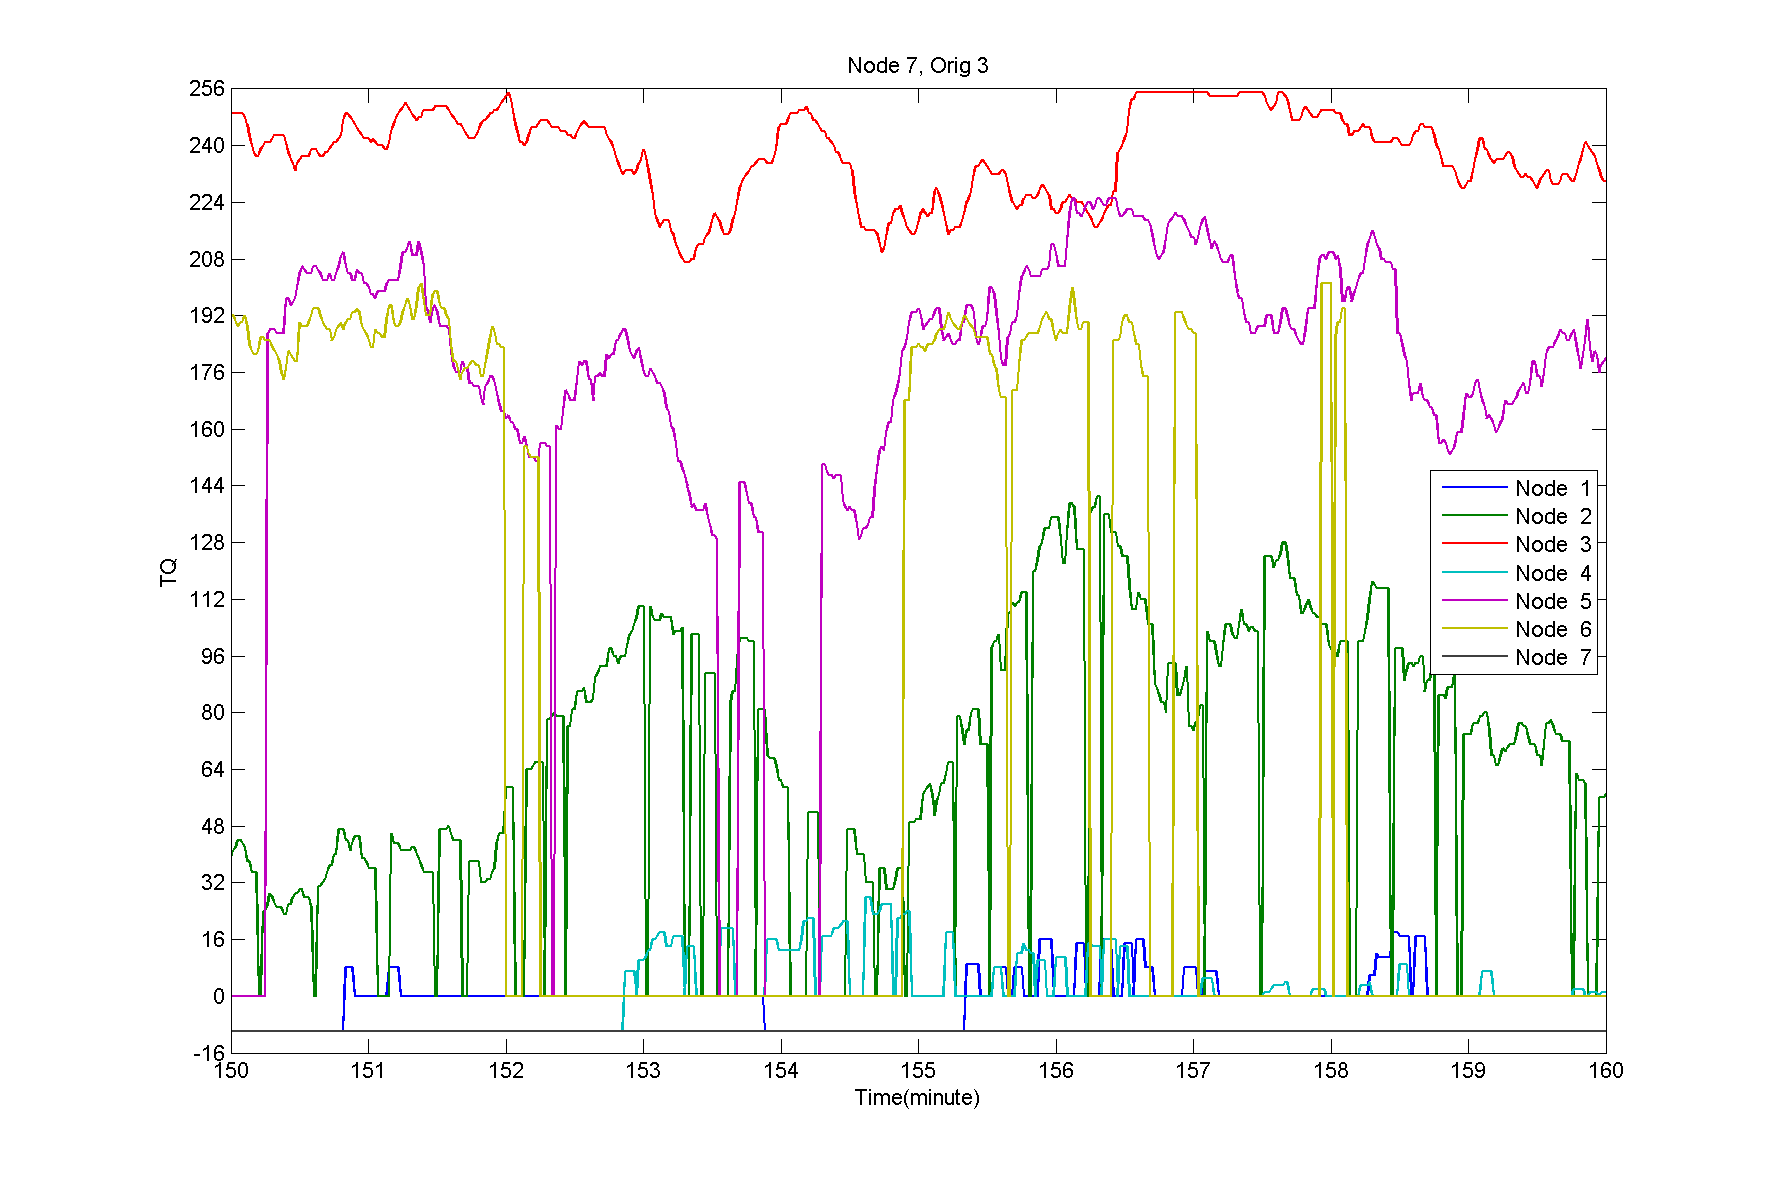 Node 7, Orig 3
256
240
224
208
192
176
160
144
128
112
96
80
64
48
32
16
0
-16
TQ
Node 1
Node 2
Node 3
Node 4
Node 5
Node 6
Node 7
150 151 152 153 154 155 156 157 158 159 160
Time(minute)